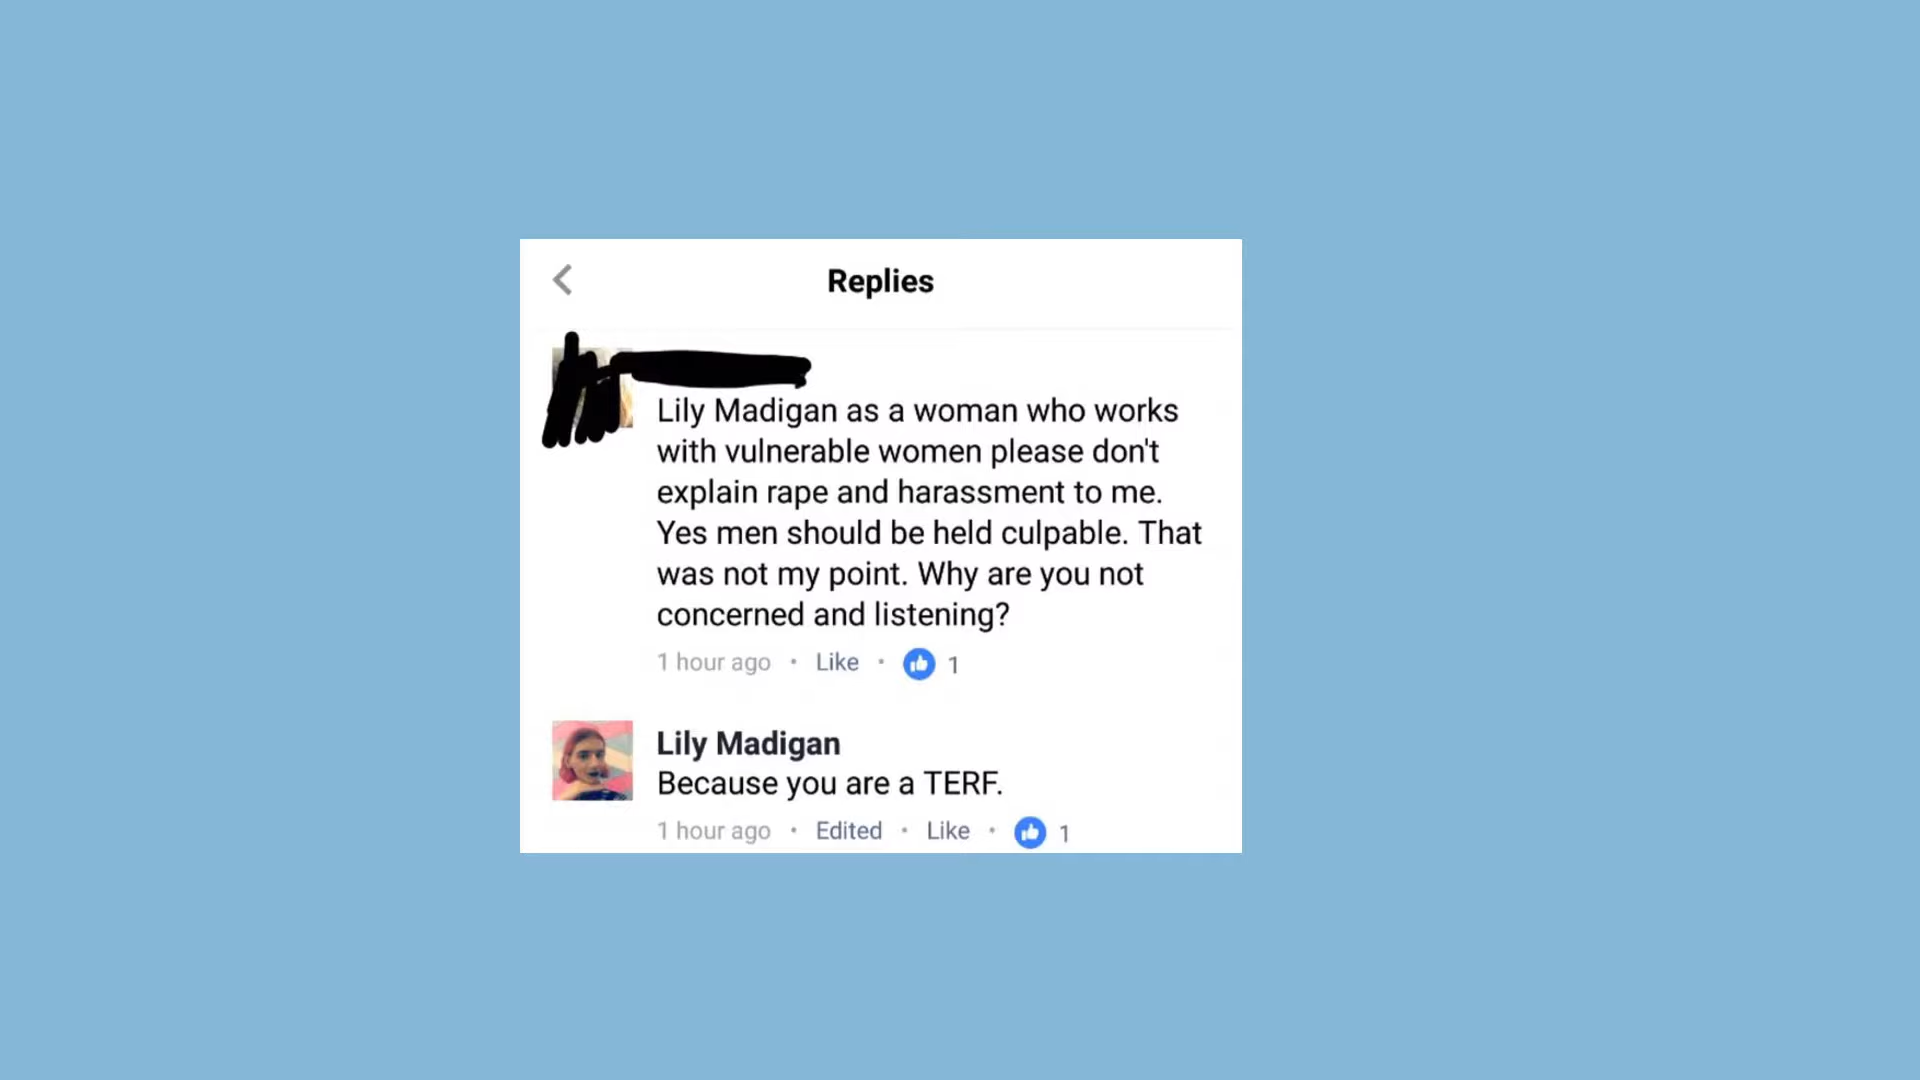 Replies
Lily Madigan as a woman who works
with vulnerable women please don't
explain rape and harassment to me.
Yes men should be held culpable. That
was not my point. Why are you not
concerned and listening?
1 hour ago • Like • 1
Lily Madigan
Because you are a TERF.
1 hour ago • Edited • Like • 1